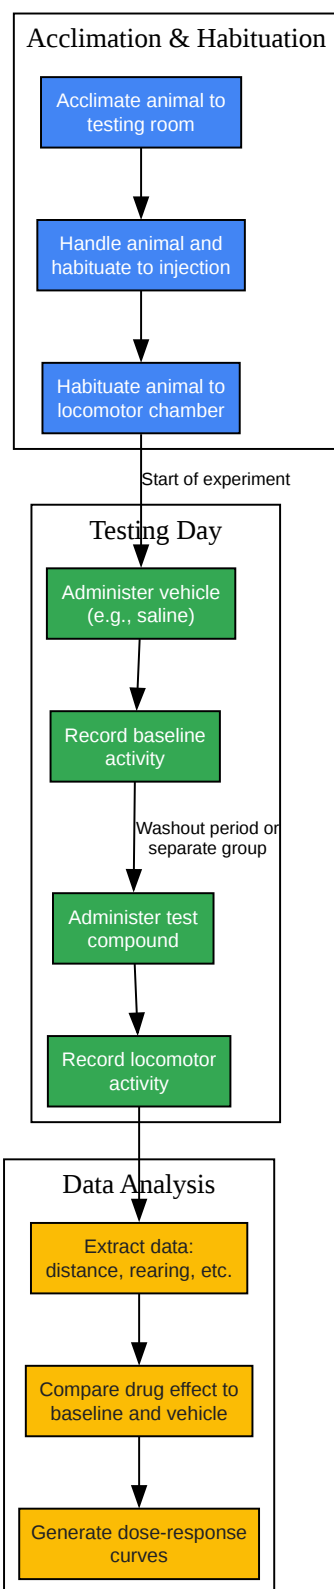 Acclimation & Habituation
Acclimate animal to
testing room
Handle animal and
habituate to injection
Habituate animal to
locomotor chamber
Start of experiment
Testing Day
Administer vehicle
(e.g., saline)
Record baseline
activity
Washout period or
separate group
Administer test
compound
Record locomotor
activity
Data Analysis
Extract data:
distance, rearing, etc.
Compare drug effect to
baseline and vehicle
Generate dose-response
curves